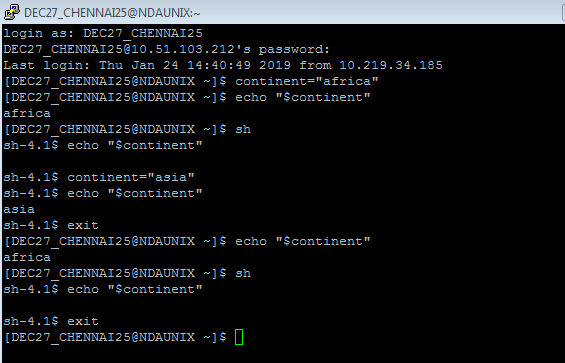 DEC27_CHENNAI25@NDAUNIX:~
login as: DEC27_CHENNAI25
DEC27_CHENNAI25@10.51.103.212's password:
Last login: Thu Jan 24 14:40:49 2019 from 10.219.34.185
[DEC27_CHENNAI25@NDAUNIX ~]$ continent="africa"
[DEC27_CHENNAI25@NDAUNIX ~]$ echo "$continent"
africa
[DEC27_CHENNAI25@NDAUNIX ~]$ sh
sh-4.1$ echo "$continent"

sh-4.1$ continent="asia"
sh-4.1$ echo "$continent"
asia
sh-4.1$ exit
[DEC27_CHENNAI25@NDAUNIX ~]$ echo "$continent"
africa
[DEC27_CHENNAI25@NDAUNIX ~]$ sh
sh-4.1$ echo "$continent"

sh-4.1$ exit
[DEC27_CHENNAI25@NDAUNIX ~]$